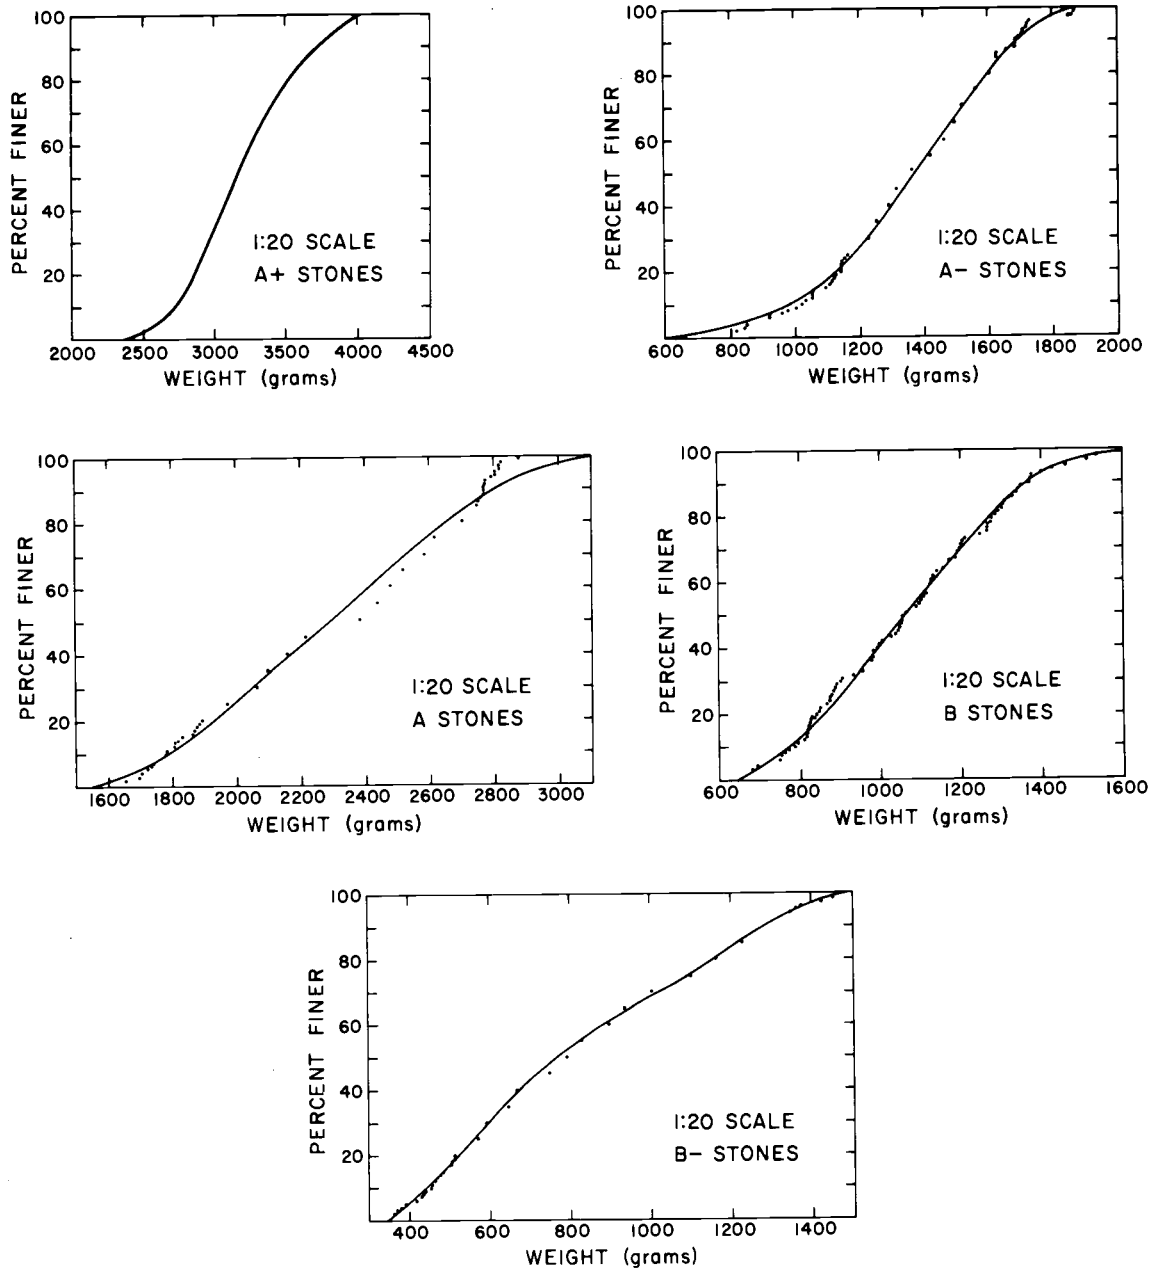 100
80
60
40
20
PERCENT FINER
1:20 SCALE
A+ STONES
2000 2500 3000 3500 4000 4500
WEIGHT (grams)
100
80
60
40
20
PERCENT FINER
1:20 SCALE
A- STONES
600 800 1000 1200 1400 1600 1800 2000
WEIGHT (grams)
100
80
60
40
20
PERCENT FINER
1:20 SCALE
A STONES
1600 1800 2000 2200 2400 2600 2800 3000
WEIGHT (grams)
100
80
60
40
20
PERCENT FINER
1:20 SCALE
B STONES
600 800 1000 1200 1400 1600
WEIGHT (grams)
100
80
60
40
20
PERCENT FINER
1:20 SCALE
B- STONES
400 600 800 1000 1200 1400
WEIGHT (grams)